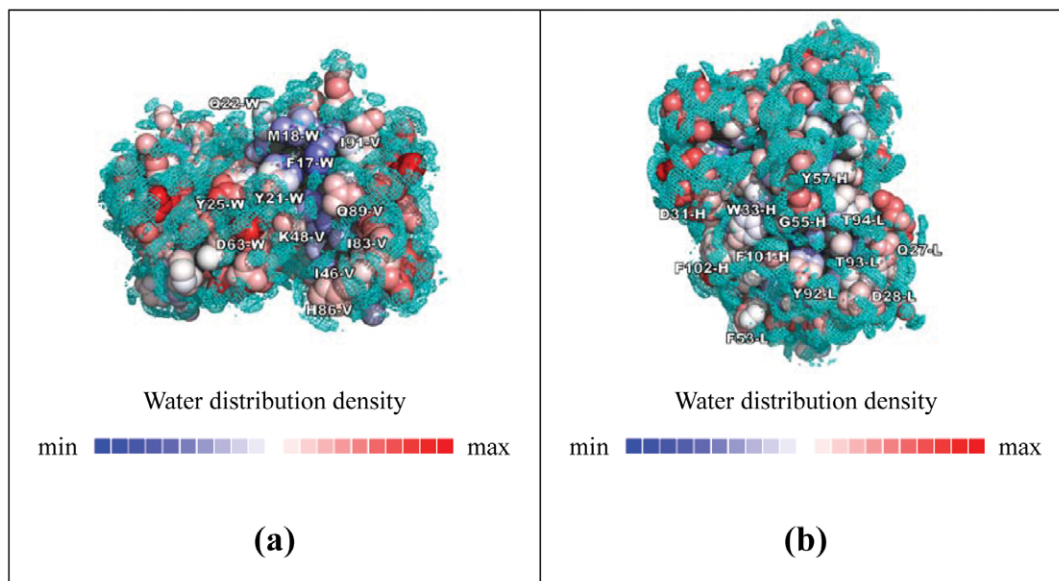 Q22-W
M18-W
I91-V
F17-W
Y25-W
Y21-W
Q89-V
D63-W
K48-V
I83-V
I46-V
H86-V
Water distribution density
min
max
(a)
Y57-H
D31-H
W33-H
G55-H
T94-L
F101-H
Q27-L
F102-H
T93-L
Y92-L
D28-L
F53-L
Water distribution density
min
max
(b)